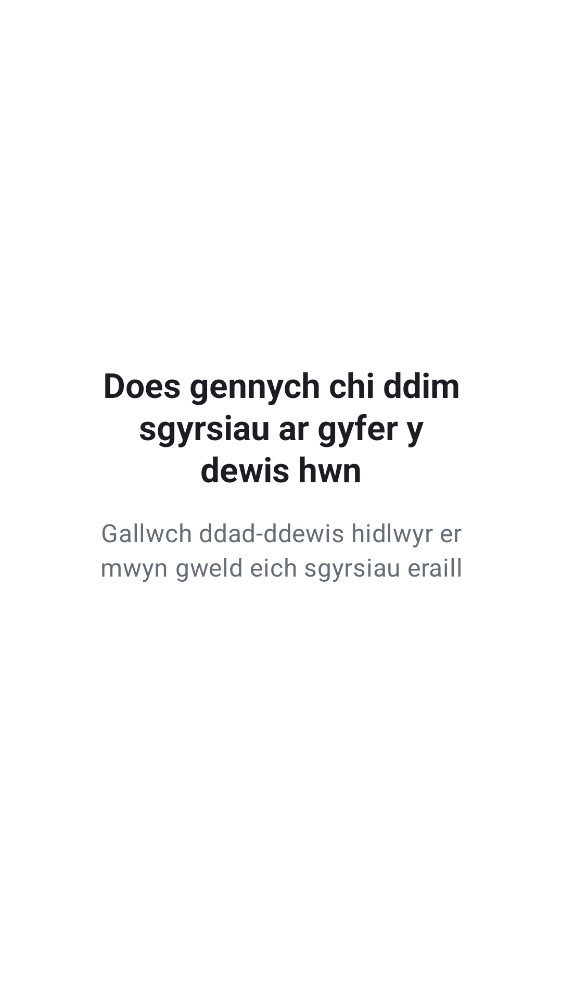 Does gennych chi ddim
sgyrsiau ar gyfer y
dewis hwn
Gallwch ddad-ddewis hidlwyr er
mwyn gweld eich sgyrsiau eraill